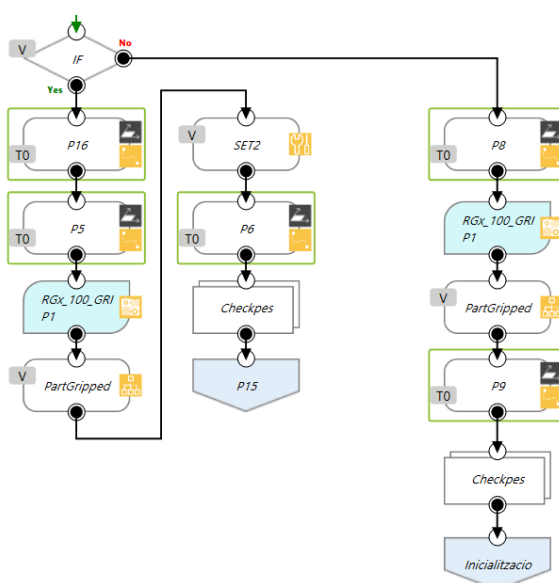 V
IF
No
Yes
P16
T0
P5
T0
RGx_100_GRI
P1
V
PartGripped
V
SET2
P6
T0
Checkpes
P15
P8
T0
RGx_100_GRI
P1
V
PartGripped
P9
T0
Checkpes
Inicialitzacio